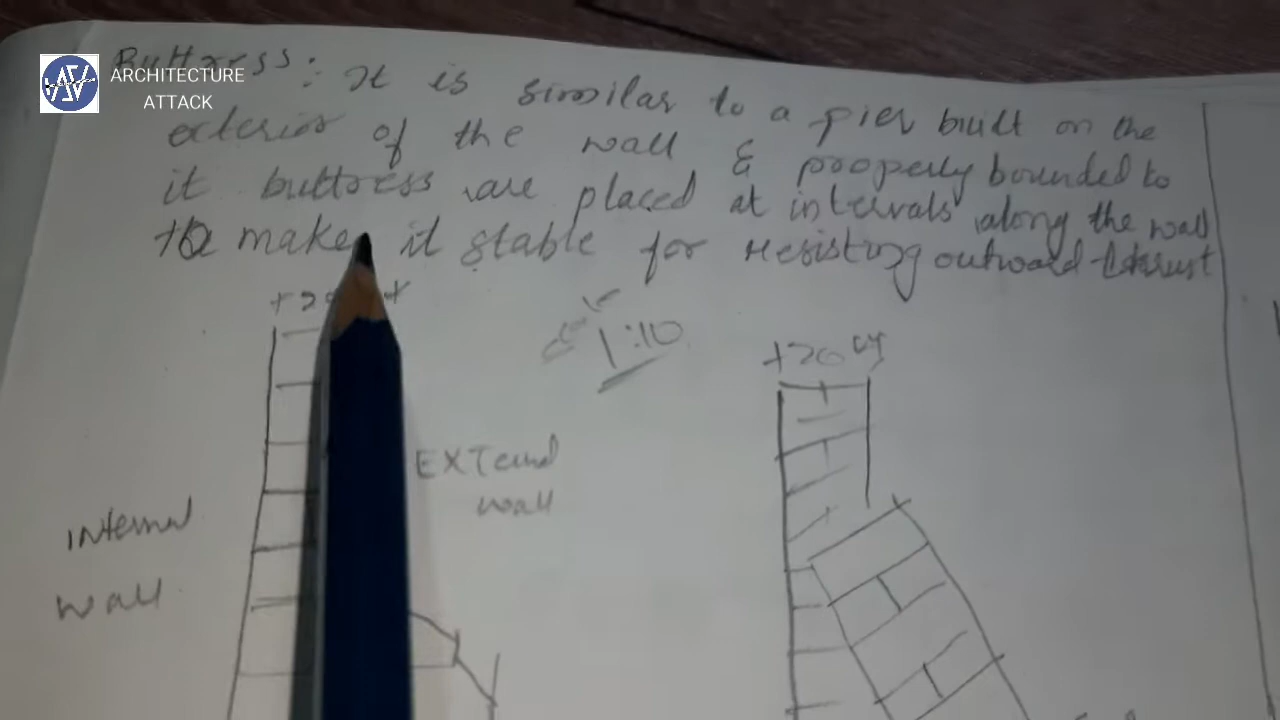 ARCHITECTURE
ATTACK
Buttress: It is similar to a pier built on the
exterior of the wall & properly bounded to
it buttress are placed at intervals along the wall
to make it stable for resisting outward thrust
1:10
+20 cy
External
wall
Internal
wall